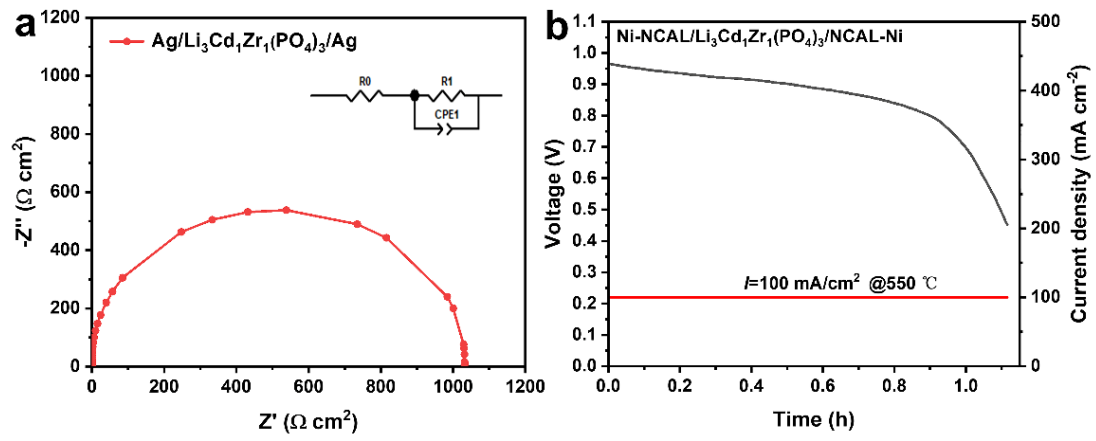 a
Ag/Li₃Cd₁Zr₁(PO₄)₃/Ag
R0
R1
CPE1
1200
1000
800
600
400
200
0
-Z'' (Ω cm²)
0 200 400 600 800 1000 1200
Z' (Ω cm²)
b
Ni-NCAL/Li₃Cd₁Zr₁(PO₄)₃/NCAL-Ni
1.1
1.0
0.9
0.8
0.7
0.6
0.5
0.4
0.3
0.2
0.1
0.0
Voltage (V)
I=100 mA/cm² @550 ℃
500
400
300
200
100
0
Current density (mA cm⁻²)
0.0 0.2 0.4 0.6 0.8 1.0
Time (h)